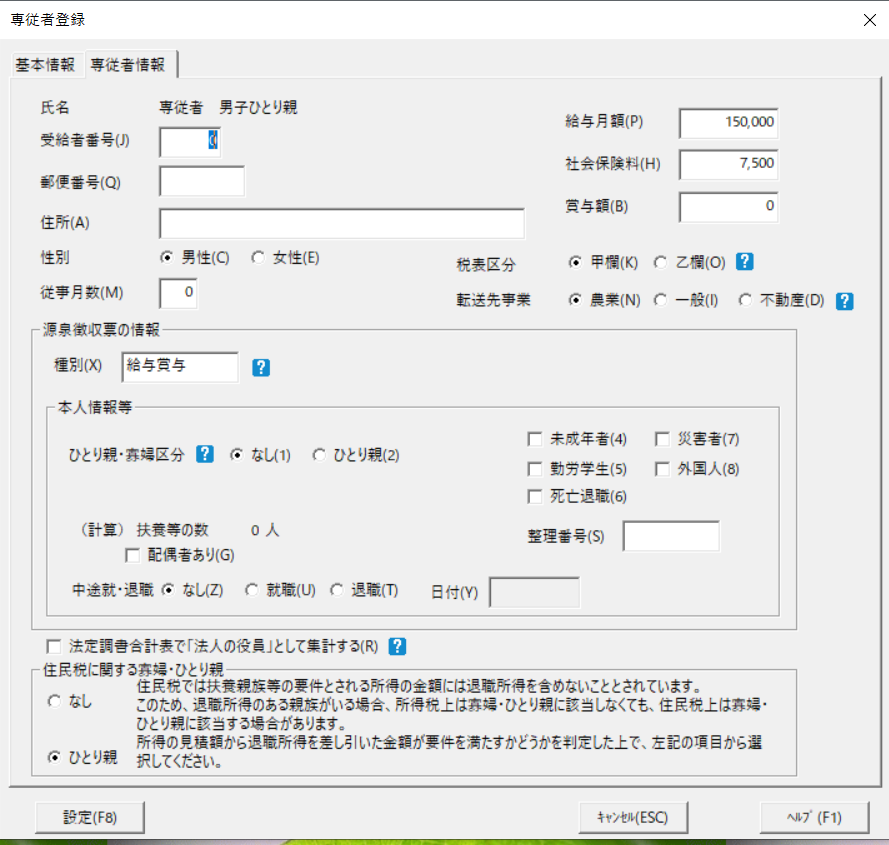 専従者登録
基本情報 専従者情報
氏名 専従者 男子ひとり親
受給者番号(J) 0
郵便番号(Q)
住所(A)
性別 男性(C) 女性(E)
従事月数(M) 0
給与月額(P) 150,000
社会保険料(H) 7,500
賞与額(B) 0
税表区分 甲欄(K) 乙欄(O) ?
転送先事業 農業(N) 一般(I) 不動産(D) ?
源泉徴収票の情報
種別(X) 給与賞与 ?
本人情報等
ひとり親・寡婦区分 ? なし(1) ひとり親(2)
未成年者(4) 災害者(7)
勤労学生(5) 外国人(8)
死亡退職(6)
(計算) 扶養等の数 0 人
配偶者あり(G)
整理番号(S)
中途就・退職 なし(Z) 就職(U) 退職(T) 日付(Y)
法定調書合計表で「法人の役員」として集計する(R) ?
住民税に関する寡婦・ひとり親
なし
ひとり親
住民税では扶養親族等の要件とされる所得の金額には退職所得を含めないこととされています。
このため、退職所得のある親族がいる場合、所得税上は寡婦・ひとり親に該当しなくても、住民税上は寡婦・
ひとり親に該当する場合があります。
所得の見積額から退職所得を差し引いた金額が要件を満たすかどうかを判定した上で、左記の項目から選
択してください。
設定(F8) ｷｬﾝｾﾙ(ESC) ﾍﾙﾌﾟ(F1)